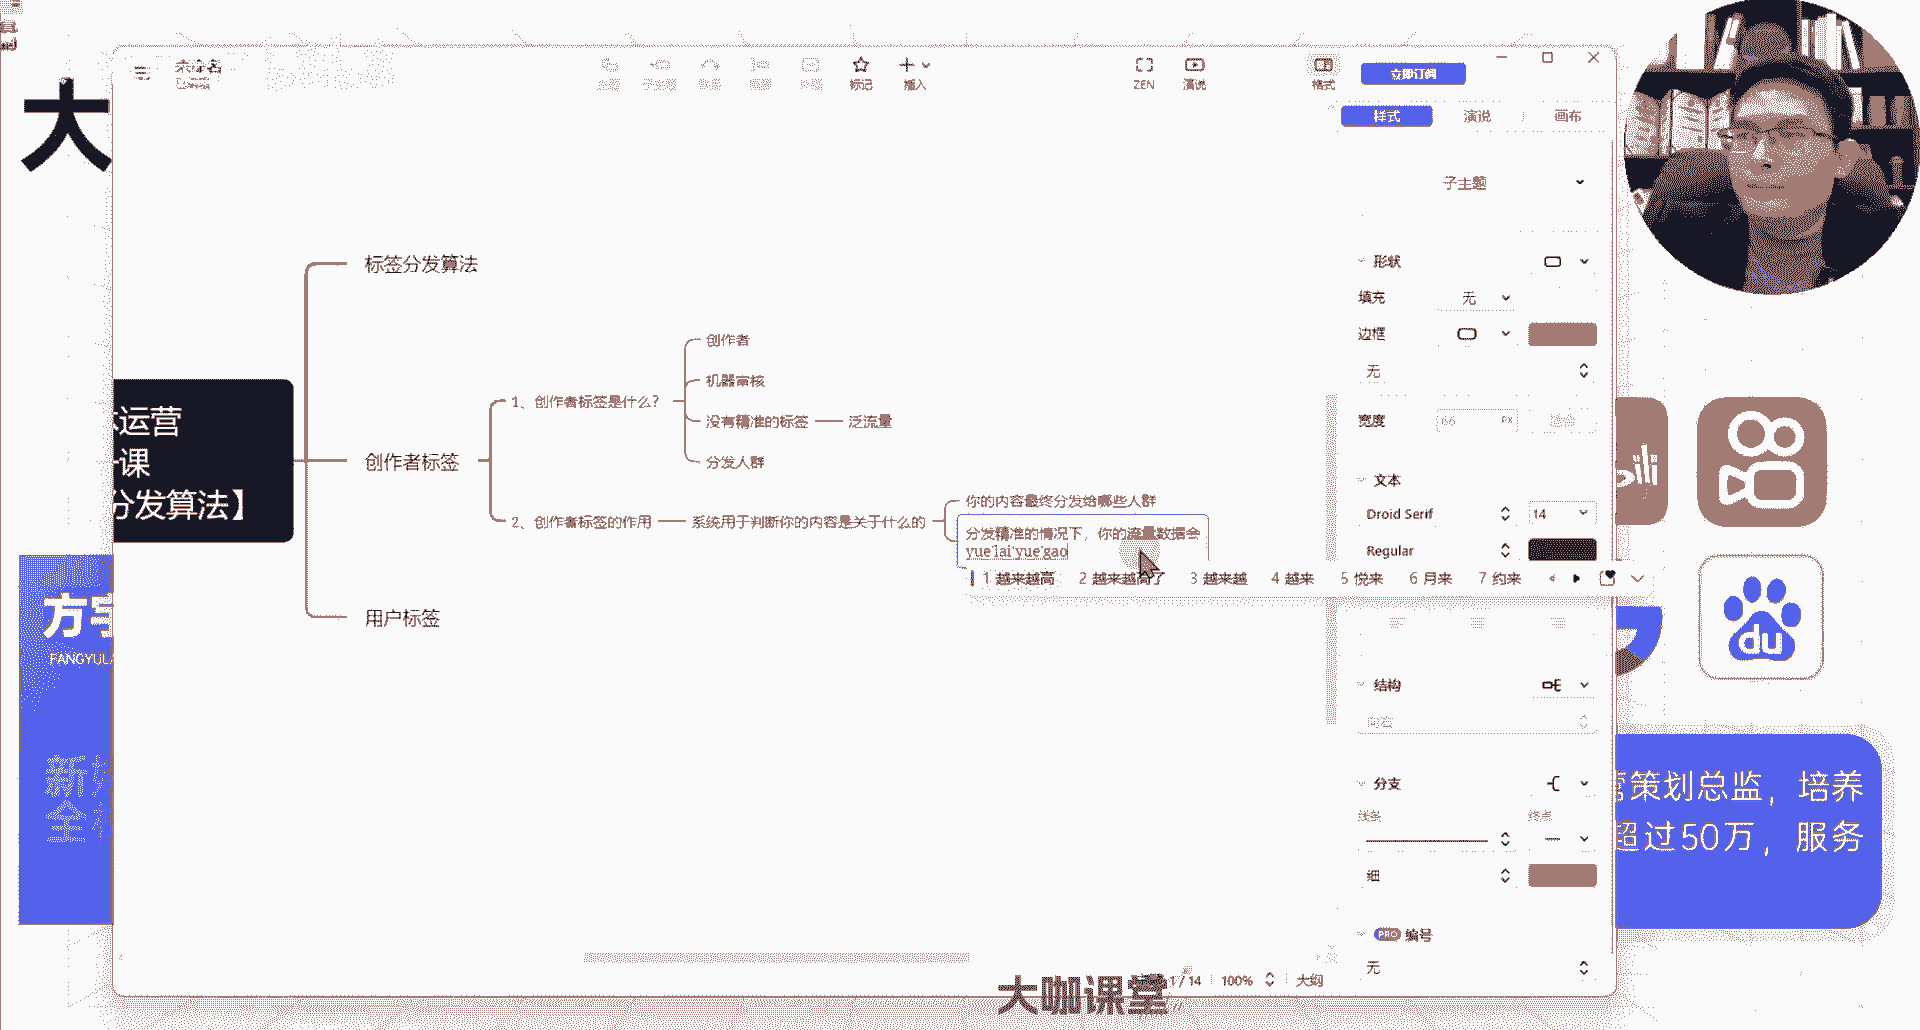 大
未命名
标记
插入
ZEN
演说
格式
立即订阅
样式
演说
画布
子主题
形状
填充
无
边框
无
宽度
66
PX
文本
Droid Serif
14
Regular
结构
向右
分支
线条
终点
细
PRO
编号
无
体运营
课
分发算法】
标签分发算法
创作者标签
用户标签
1、创作者标签是什么?
创作者
机器审核
没有精准的标签
泛流量
分发人群
2、创作者标签的作用
系统用于判断你的内容是关于什么的
你的内容最终分发给哪些人群
分发精准的情况下，你的流量数据会
yue'lai'yue'gao
1 越来越高
2 越来越高了
3 越来越
4 越来
5 悦来
6 月来
7 约来
1 / 14
100%
大纲
大咖课堂
方
FANGYU
新
全
du
策划总监，培养
超过50万，服务